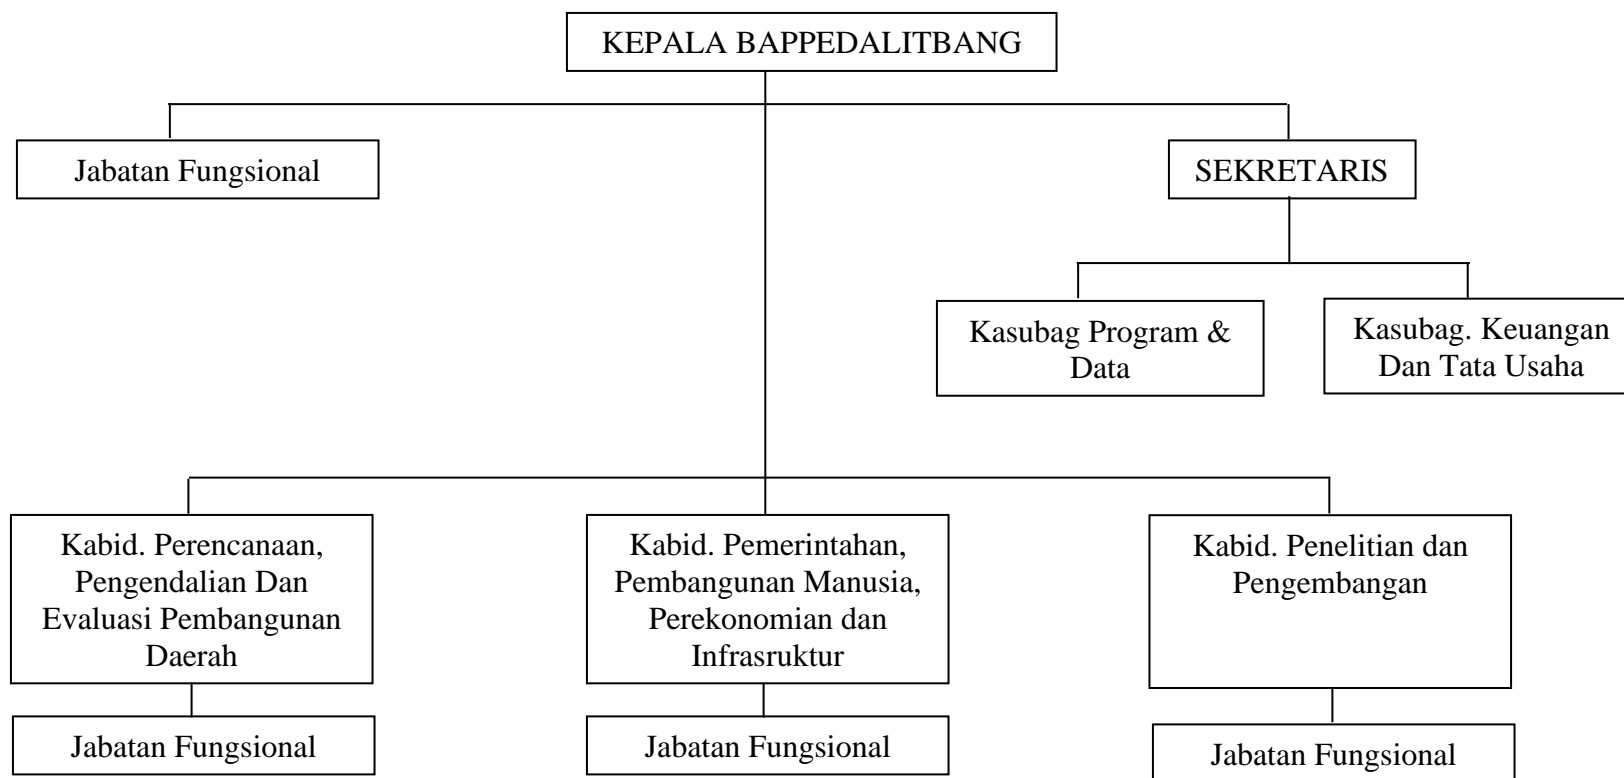 KEPALA BAPPEDALITBANG
Jabatan Fungsional
SEKRETARIS
Kasubag Program &
Data
Kasubag. Keuangan
Dan Tata Usaha
Kabid. Perencanaan,
Pengendalian Dan
Evaluasi Pembangunan
Daerah
Kabid. Pemerintahan,
Pembangunan Manusia,
Perekonomian dan
Infrasruktur
Kabid. Penelitian dan
Pengembangan
Jabatan Fungsional
Jabatan Fungsional
Jabatan Fungsional